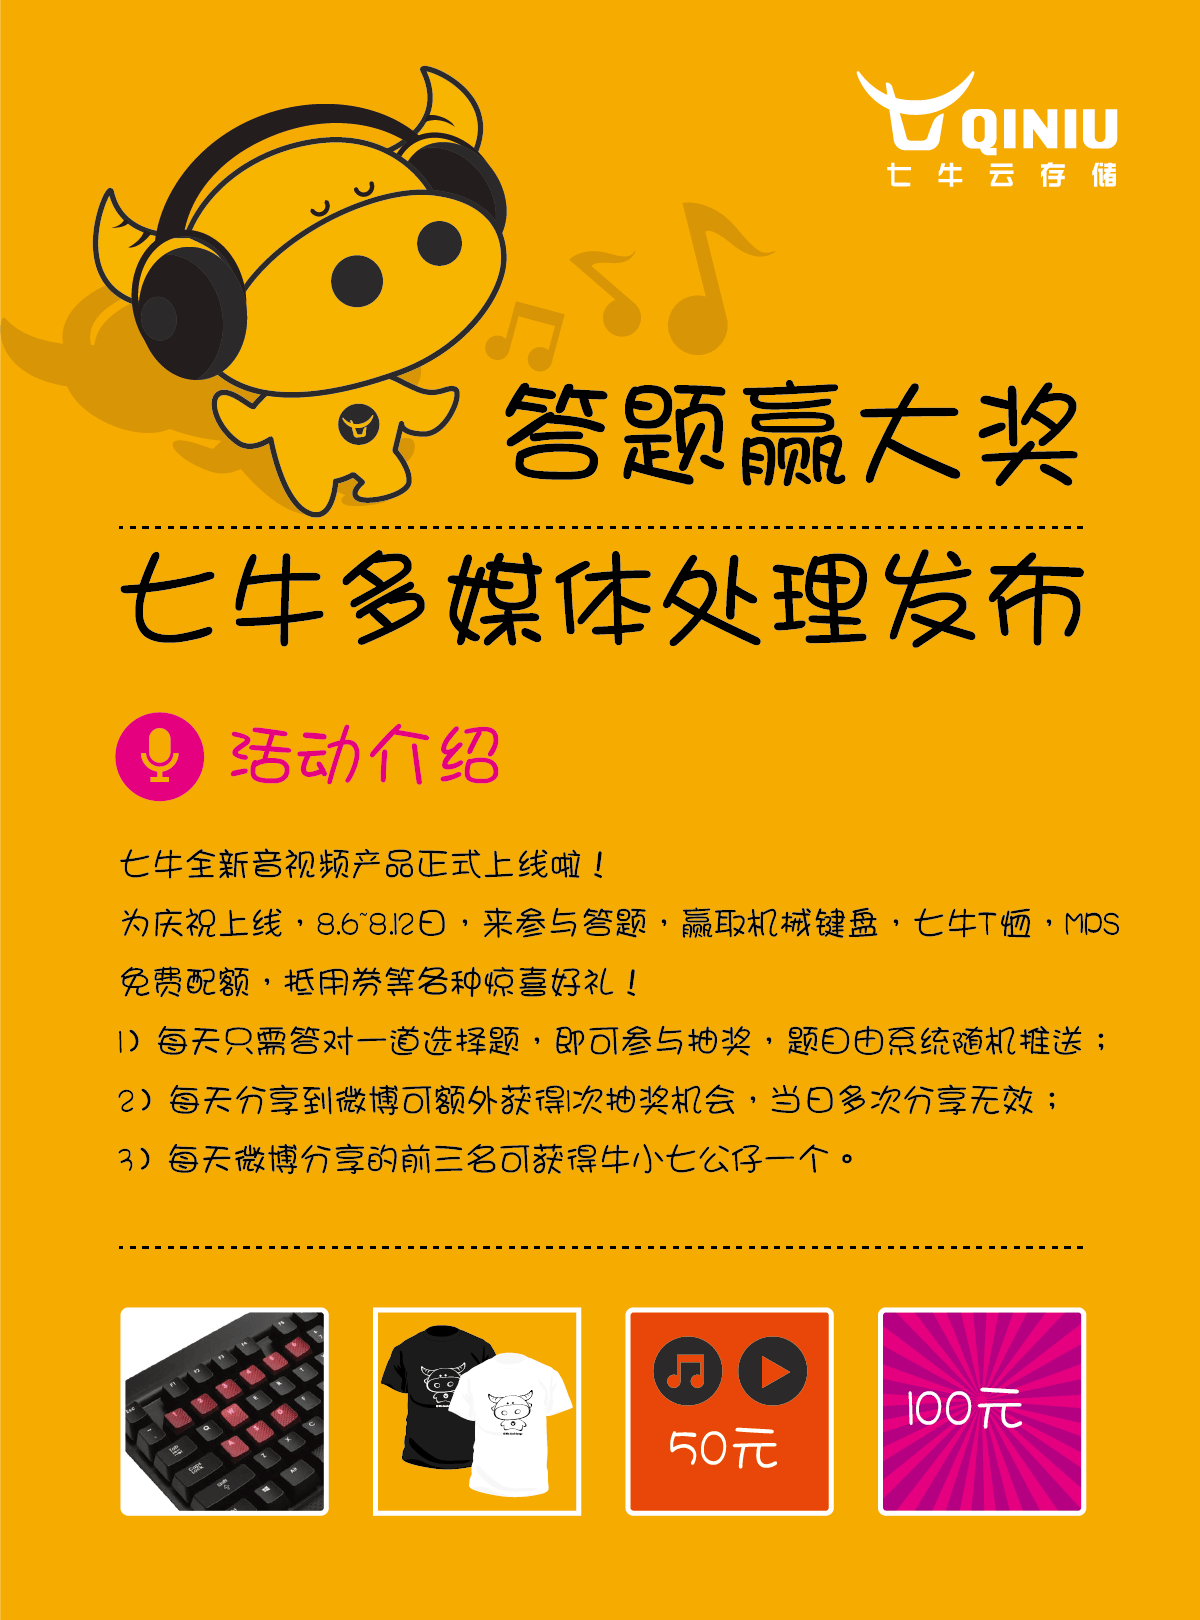 QINIU
七牛云存储
答题赢大奖
七牛多媒体处理发布
活动介绍
七牛全新音视频产品正式上线啦！
为庆祝上线，8.6~8.12日，来参与答题，赢取机械键盘，七牛T恤，MPS
免费配额，抵用券等各种惊喜好礼！
1）每天只需答对一道选择题，即可参与抽奖，题目由系统随机推送；
2）每天分享到微博可额外获得1次抽奖机会，当日多次分享无效；
3）每天微博分享的前三名可获得牛小七公仔一个。
50元
100元